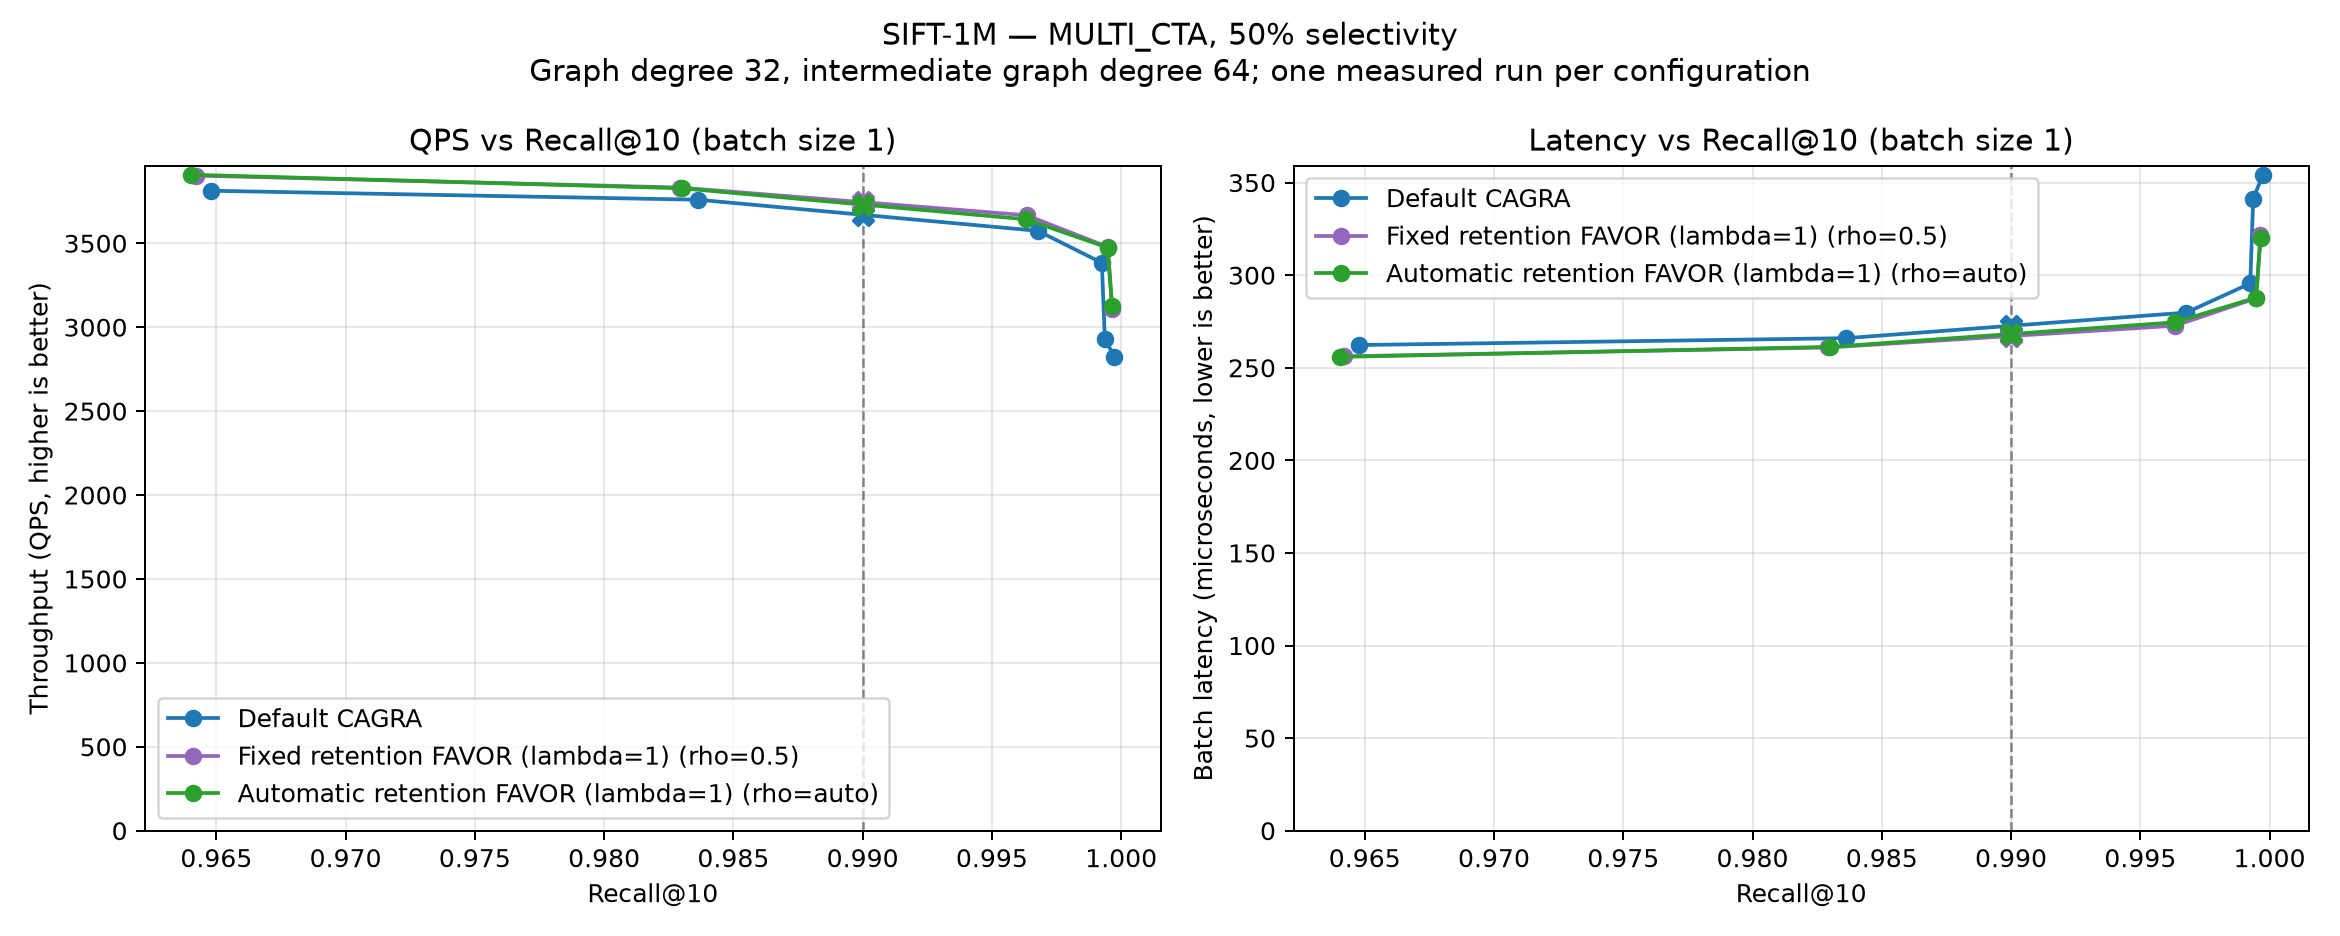 SIFT-1M — MULTI_CTA, 50% selectivity
Graph degree 32, intermediate graph degree 64; one measured run per configuration
QPS vs Recall@10 (batch size 1)
Throughput (QPS, higher is better)
3500
3000
2500
2000
1500
1000
500
0
Default CAGRA
Fixed retention FAVOR (lambda=1) (rho=0.5)
Automatic retention FAVOR (lambda=1) (rho=auto)
0.965 0.970 0.975 0.980 0.985 0.990 0.995 1.000
Recall@10
Latency vs Recall@10 (batch size 1)
Batch latency (microseconds, lower is better)
350
300
250
200
150
100
50
0
Default CAGRA
Fixed retention FAVOR (lambda=1) (rho=0.5)
Automatic retention FAVOR (lambda=1) (rho=auto)
0.965 0.970 0.975 0.980 0.985 0.990 0.995 1.000
Recall@10